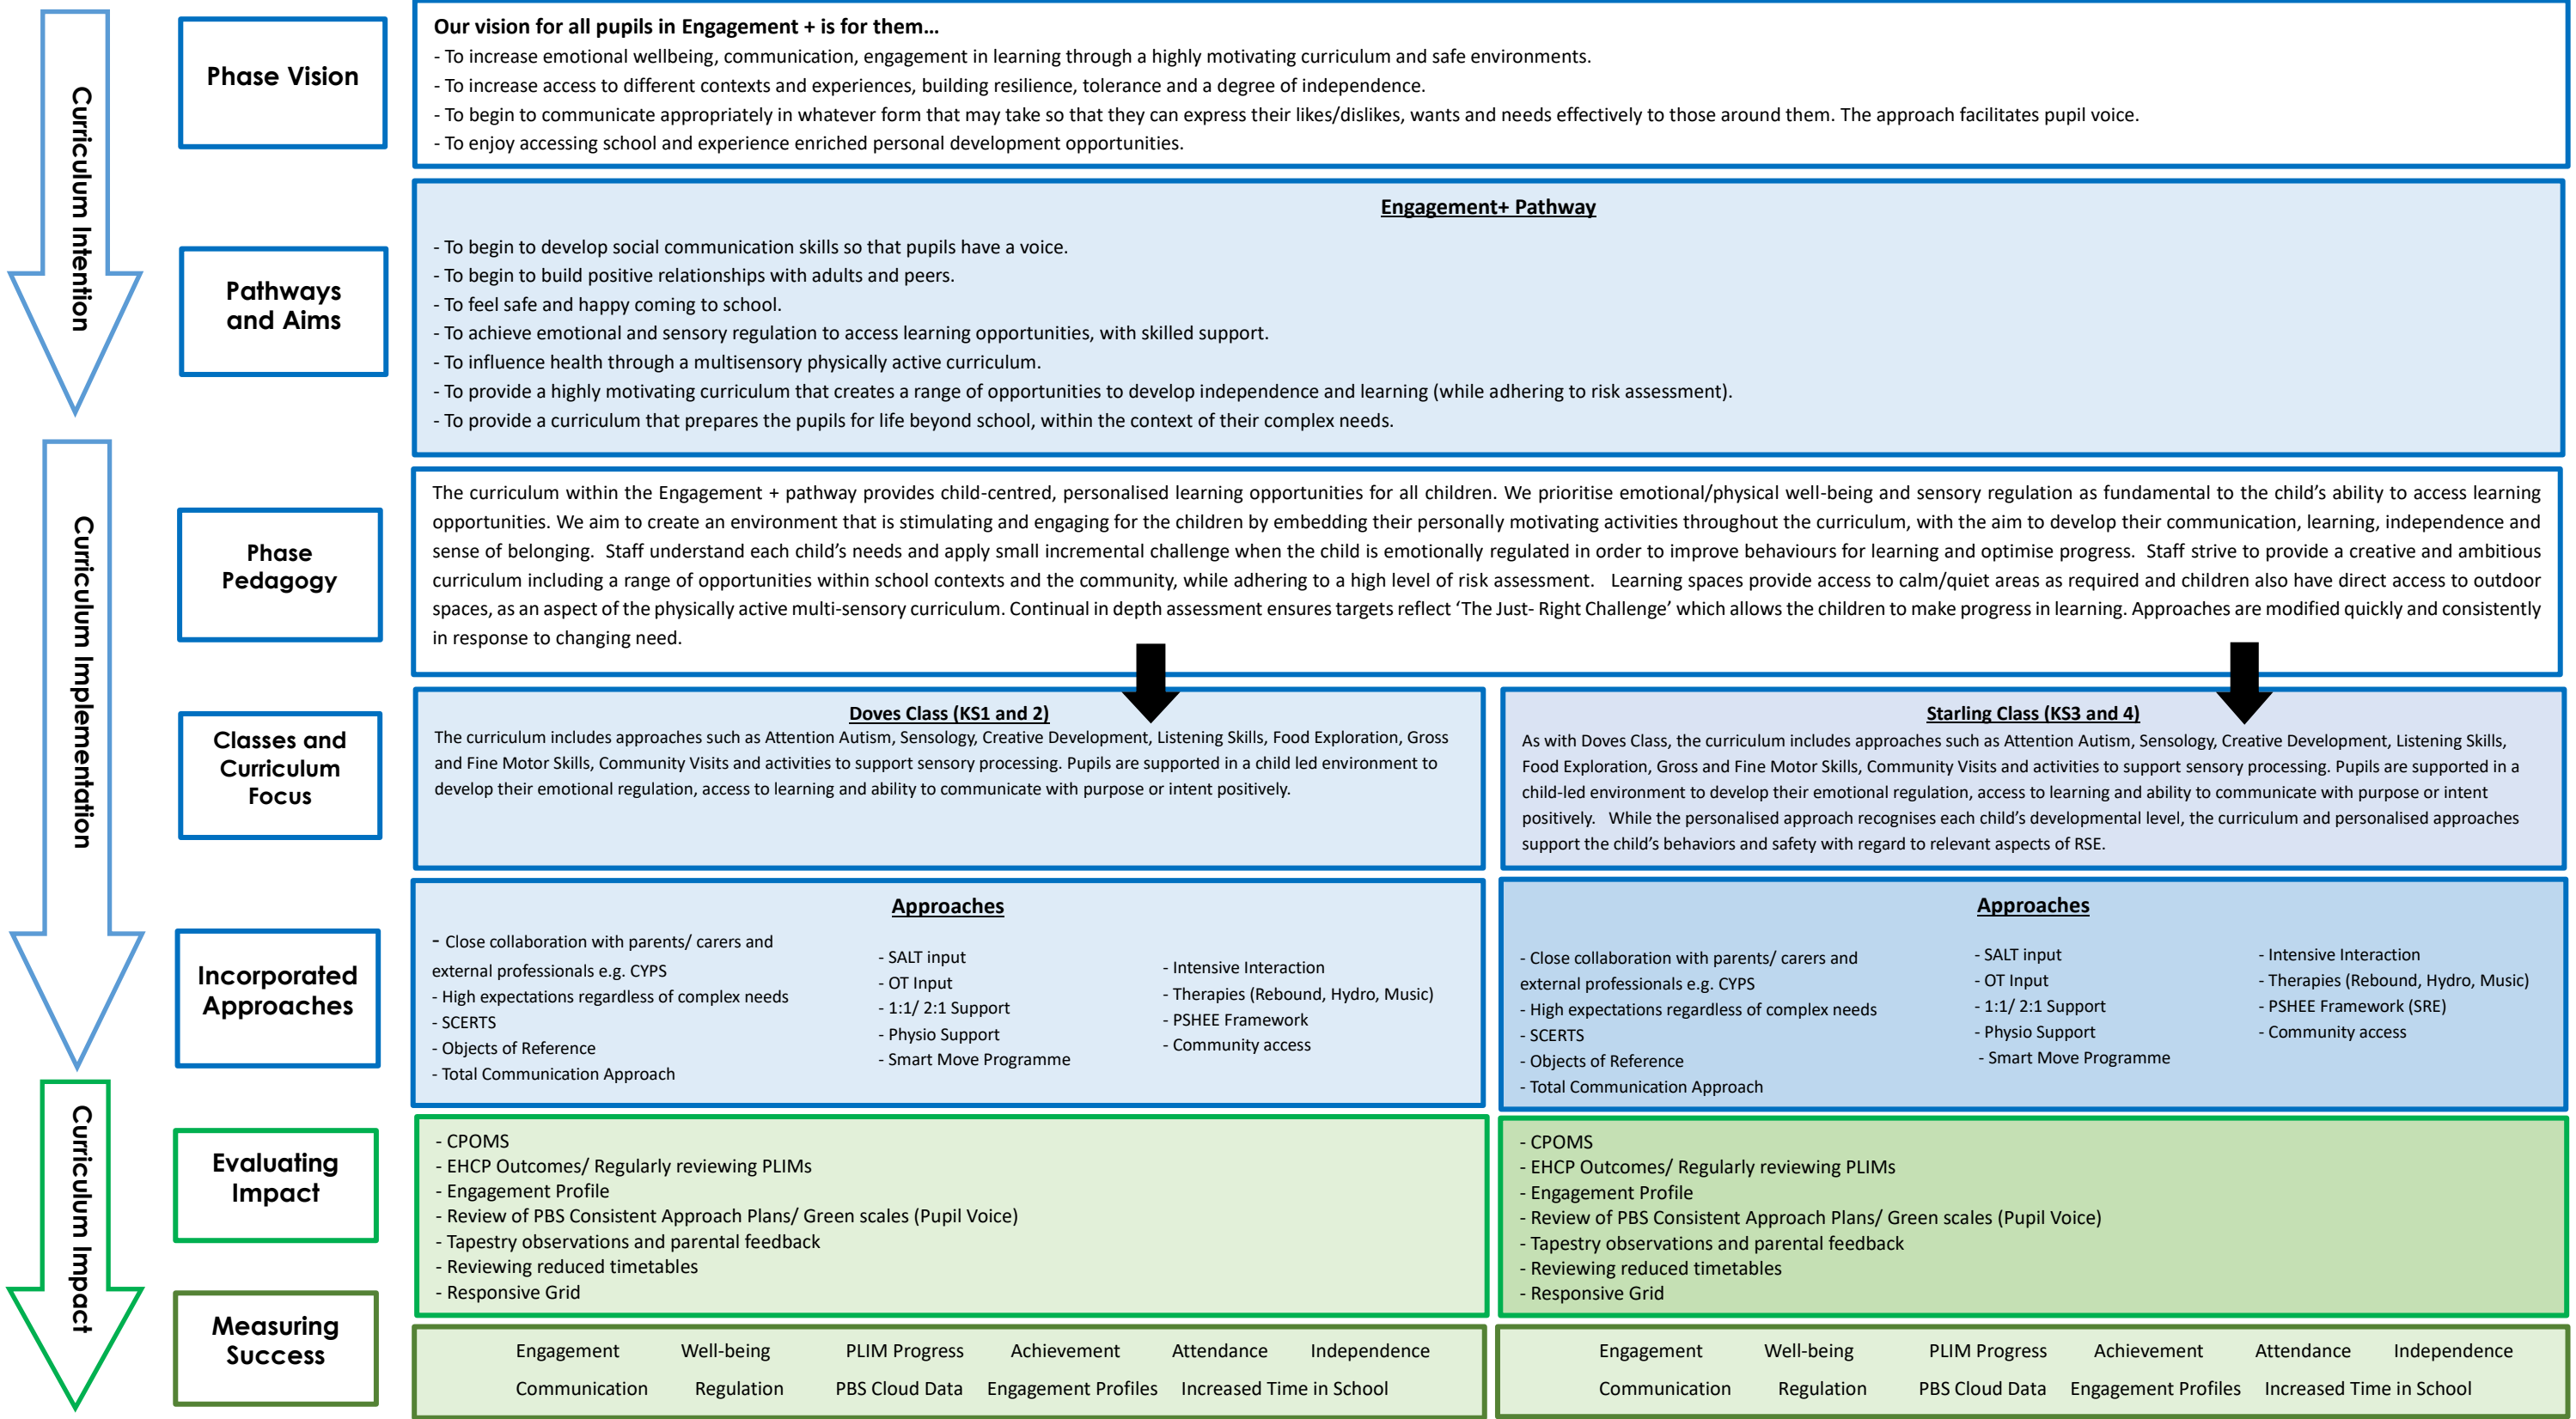 Curriculum Intention
Phase Vision
Our vision for all pupils in Engagement + is for them…
- To increase emotional wellbeing, communication, engagement in learning through a highly motivating curriculum and safe environments.
- To increase access to different contexts and experiences, building resilience, tolerance and a degree of independence.
- To begin to communicate appropriately in whatever form that may take so that they can express their likes/dislikes, wants and needs effectively to those around them. The approach facilitates pupil voice.
- To enjoy accessing school and experience enriched personal development opportunities.
Pathways
and Aims
Engagement+ Pathway
- To begin to develop social communication skills so that pupils have a voice.
- To begin to build positive relationships with adults and peers.
- To feel safe and happy coming to school.
- To achieve emotional and sensory regulation to access learning opportunities, with skilled support.
- To influence health through a multisensory physically active curriculum.
- To provide a highly motivating curriculum that creates a range of opportunities to develop independence and learning (while adhering to risk assessment).
- To provide a curriculum that prepares the pupils for life beyond school, within the context of their complex needs.
Curriculum Implementation
Phase
Pedagogy
The curriculum within the Engagement + pathway provides child-centred, personalised learning opportunities for all children. We prioritise emotional/physical well-being and sensory regulation as fundamental to the child's ability to access learning
opportunities. We aim to create an environment that is stimulating and engaging for the children by embedding their personally motivating activities throughout the curriculum, with the aim to develop their communication, learning, independence and
sense of belonging. Staff understand each child's needs and apply small incremental challenge when the child is emotionally regulated in order to improve behaviours for learning and optimise progress. Staff strive to provide a creative and ambitious
curriculum including a range of opportunities within school contexts and the community, while adhering to a high level of risk assessment. Learning spaces provide access to calm/quiet areas as required and children also have direct access to outdoor
spaces, as an aspect of the physically active multi-sensory curriculum. Continual in depth assessment ensures targets reflect 'The Just- Right Challenge' which allows the children to make progress in learning. Approaches are modified quickly and consistently
in response to changing need.
Classes and
Curriculum
Focus
Doves Class (KS1 and 2)
The curriculum includes approaches such as Attention Autism, Sensology, Creative Development, Listening Skills, Food Exploration, Gross
and Fine Motor Skills, Community Visits and activities to support sensory processing. Pupils are supported in a child led environment to
develop their emotional regulation, access to learning and ability to communicate with purpose or intent positively.
Starling Class (KS3 and 4)
As with Doves Class, the curriculum includes approaches such as Attention Autism, Sensology, Creative Development, Listening Skills,
Food Exploration, Gross and Fine Motor Skills, Community Visits and activities to support sensory processing. Pupils are supported in a
child-led environment to develop their emotional regulation, access to learning and ability to communicate with purpose or intent
positively. While the personalised approach recognises each child's developmental level, the curriculum and personalised approaches
support the child's behaviors and safety with regard to relevant aspects of RSE.
Incorporated
Approaches
Approaches
- Close collaboration with parents/ carers and
external professionals e.g. CYPS
- High expectations regardless of complex needs
- SCERTS
- Objects of Reference
- Total Communication Approach
- SALT input
- OT Input
- 1:1/ 2:1 Support
- Physio Support
- Smart Move Programme
- Intensive Interaction
- Therapies (Rebound, Hydro, Music)
- PSHEE Framework
- Community access
Approaches
- Close collaboration with parents/ carers and
external professionals e.g. CYPS
- High expectations regardless of complex needs
- SCERTS
- Objects of Reference
- Total Communication Approach
- SALT input
- OT Input
- 1:1/ 2:1 Support
- Physio Support
- Smart Move Programme
- Intensive Interaction
- Therapies (Rebound, Hydro, Music)
- PSHEE Framework (SRE)
- Community access
Curriculum Impact
Evaluating
Impact
- CPOMS
- EHCP Outcomes/ Regularly reviewing PLIMs
- Engagement Profile
- Review of PBS Consistent Approach Plans/ Green scales (Pupil Voice)
- Tapestry observations and parental feedback
- Reviewing reduced timetables
- Responsive Grid
- CPOMS
- EHCP Outcomes/ Regularly reviewing PLIMs
- Engagement Profile
- Review of PBS Consistent Approach Plans/ Green scales (Pupil Voice)
- Tapestry observations and parental feedback
- Reviewing reduced timetables
- Responsive Grid
Measuring
Success
Engagement Well-being PLIM Progress Achievement Attendance Independence
Communication Regulation PBS Cloud Data Engagement Profiles Increased Time in School
Engagement Well-being PLIM Progress Achievement Attendance Independence
Communication Regulation PBS Cloud Data Engagement Profiles Increased Time in School